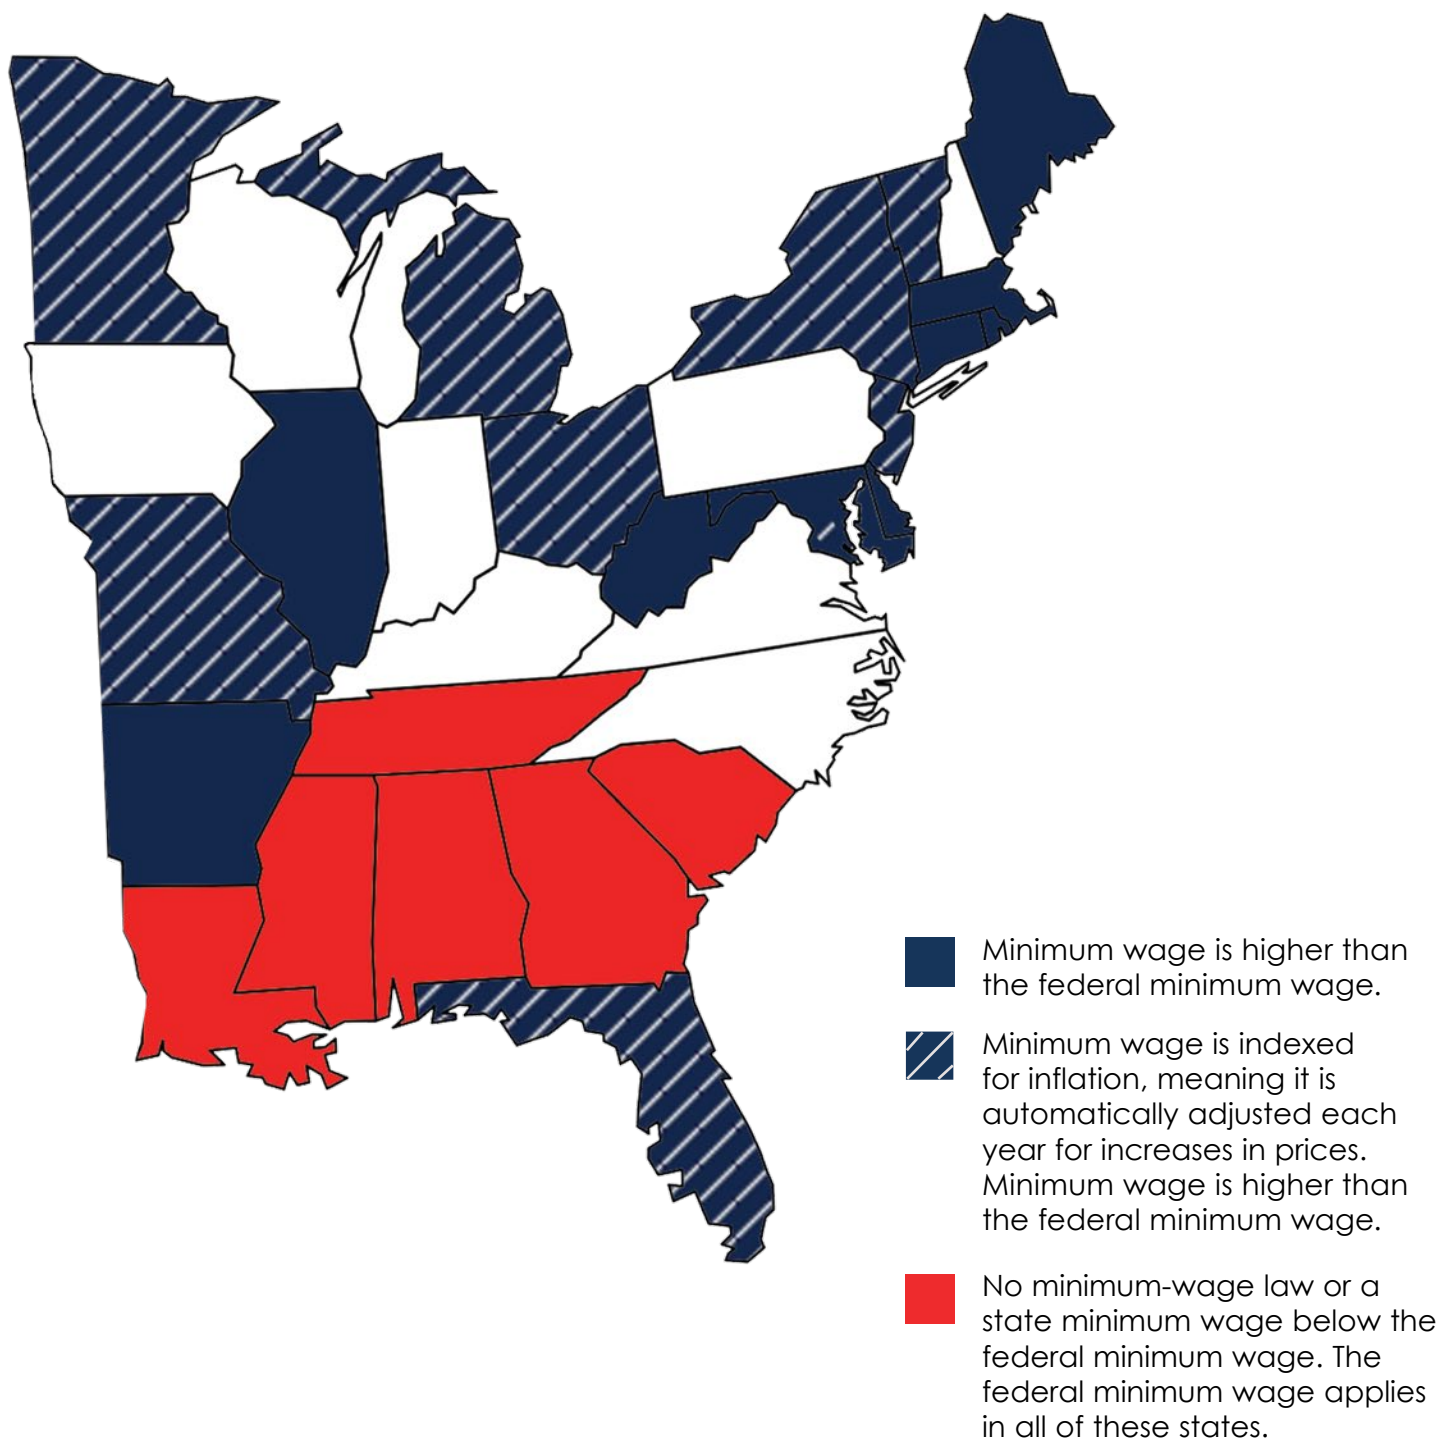 Minimum wage is higher than
the federal minimum wage.
Minimum wage is indexed
for inflation, meaning it is
automatically adjusted each
year for increases in prices.
Minimum wage is higher than
the federal minimum wage.
No minimum-wage law or a
state minimum wage below the
federal minimum wage. The
federal minimum wage applies
in all of these states.